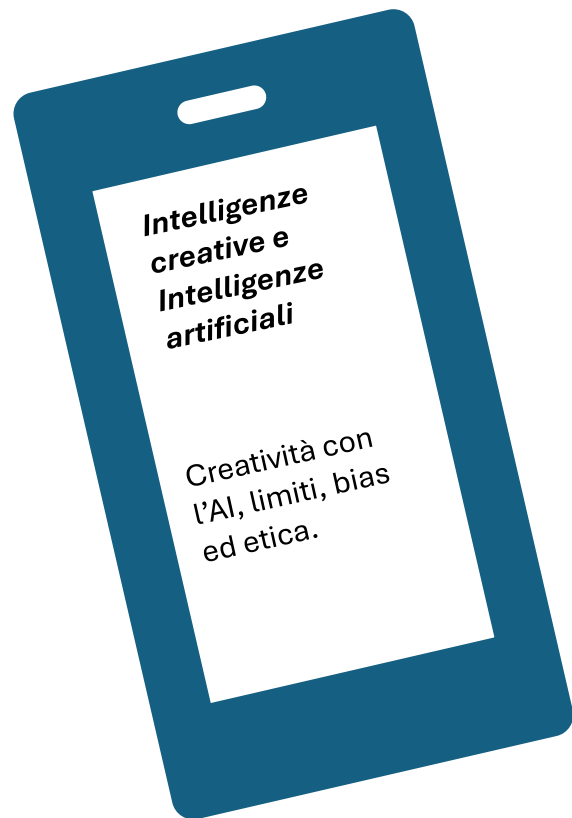 Intelligenze
creative e
Intelligenze
artificiali
Creatività con
l’AI, limiti, bias
ed etica.